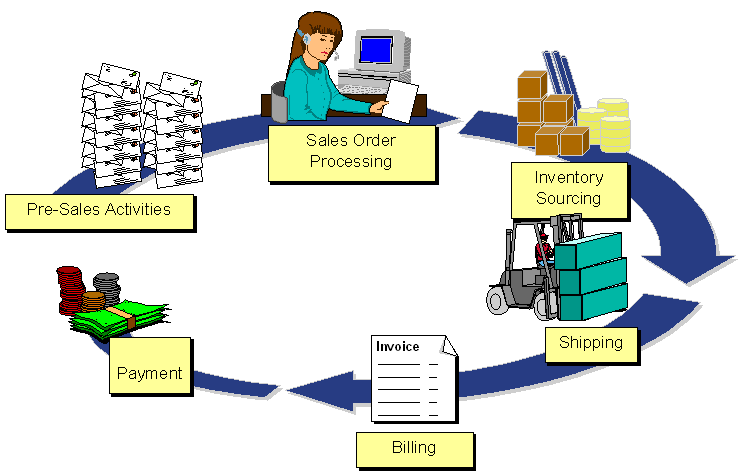 Sales Order
Processing
Inventory
Sourcing
Pre-Sales Activities
Shipping
Invoice
Payment
Billing